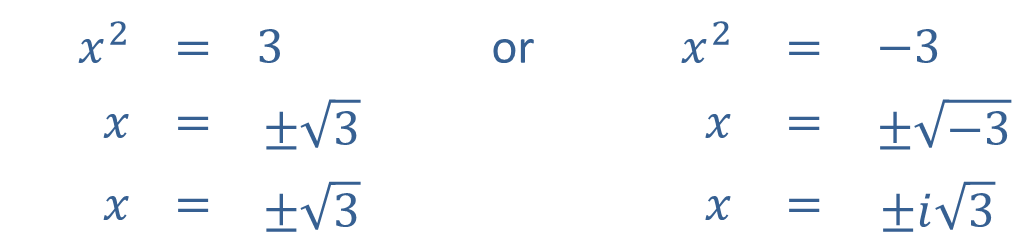 x² = 3 or x² = −3
x = ±√3 x = ±√−3
x = ±√3 x = ±i√3